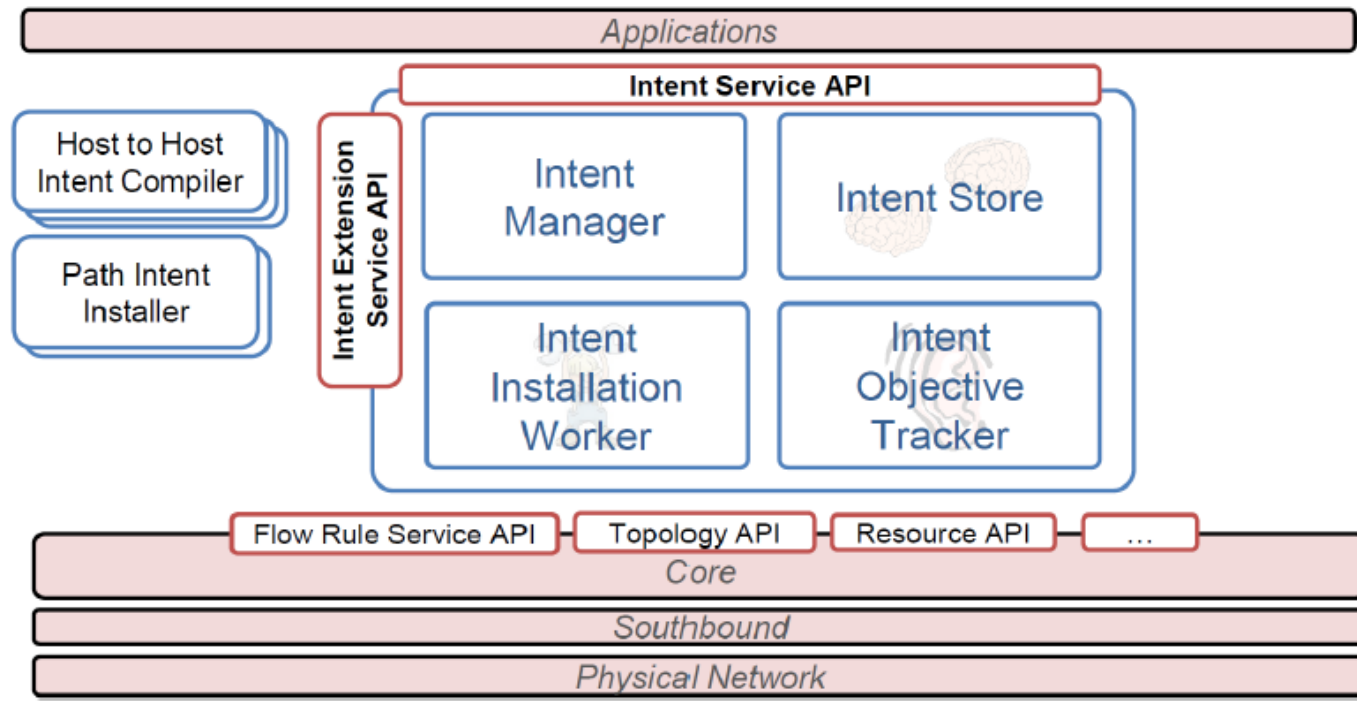 Applications
Intent Service API
Host to Host
Intent Compiler
Path Intent
Installer
Intent Extension
Service API
Intent
Manager
Intent Store
Intent
Installation
Worker
Intent
Objective
Tracker
Flow Rule Service API
Topology API
Resource API
...
Core
Southbound
Physical Network